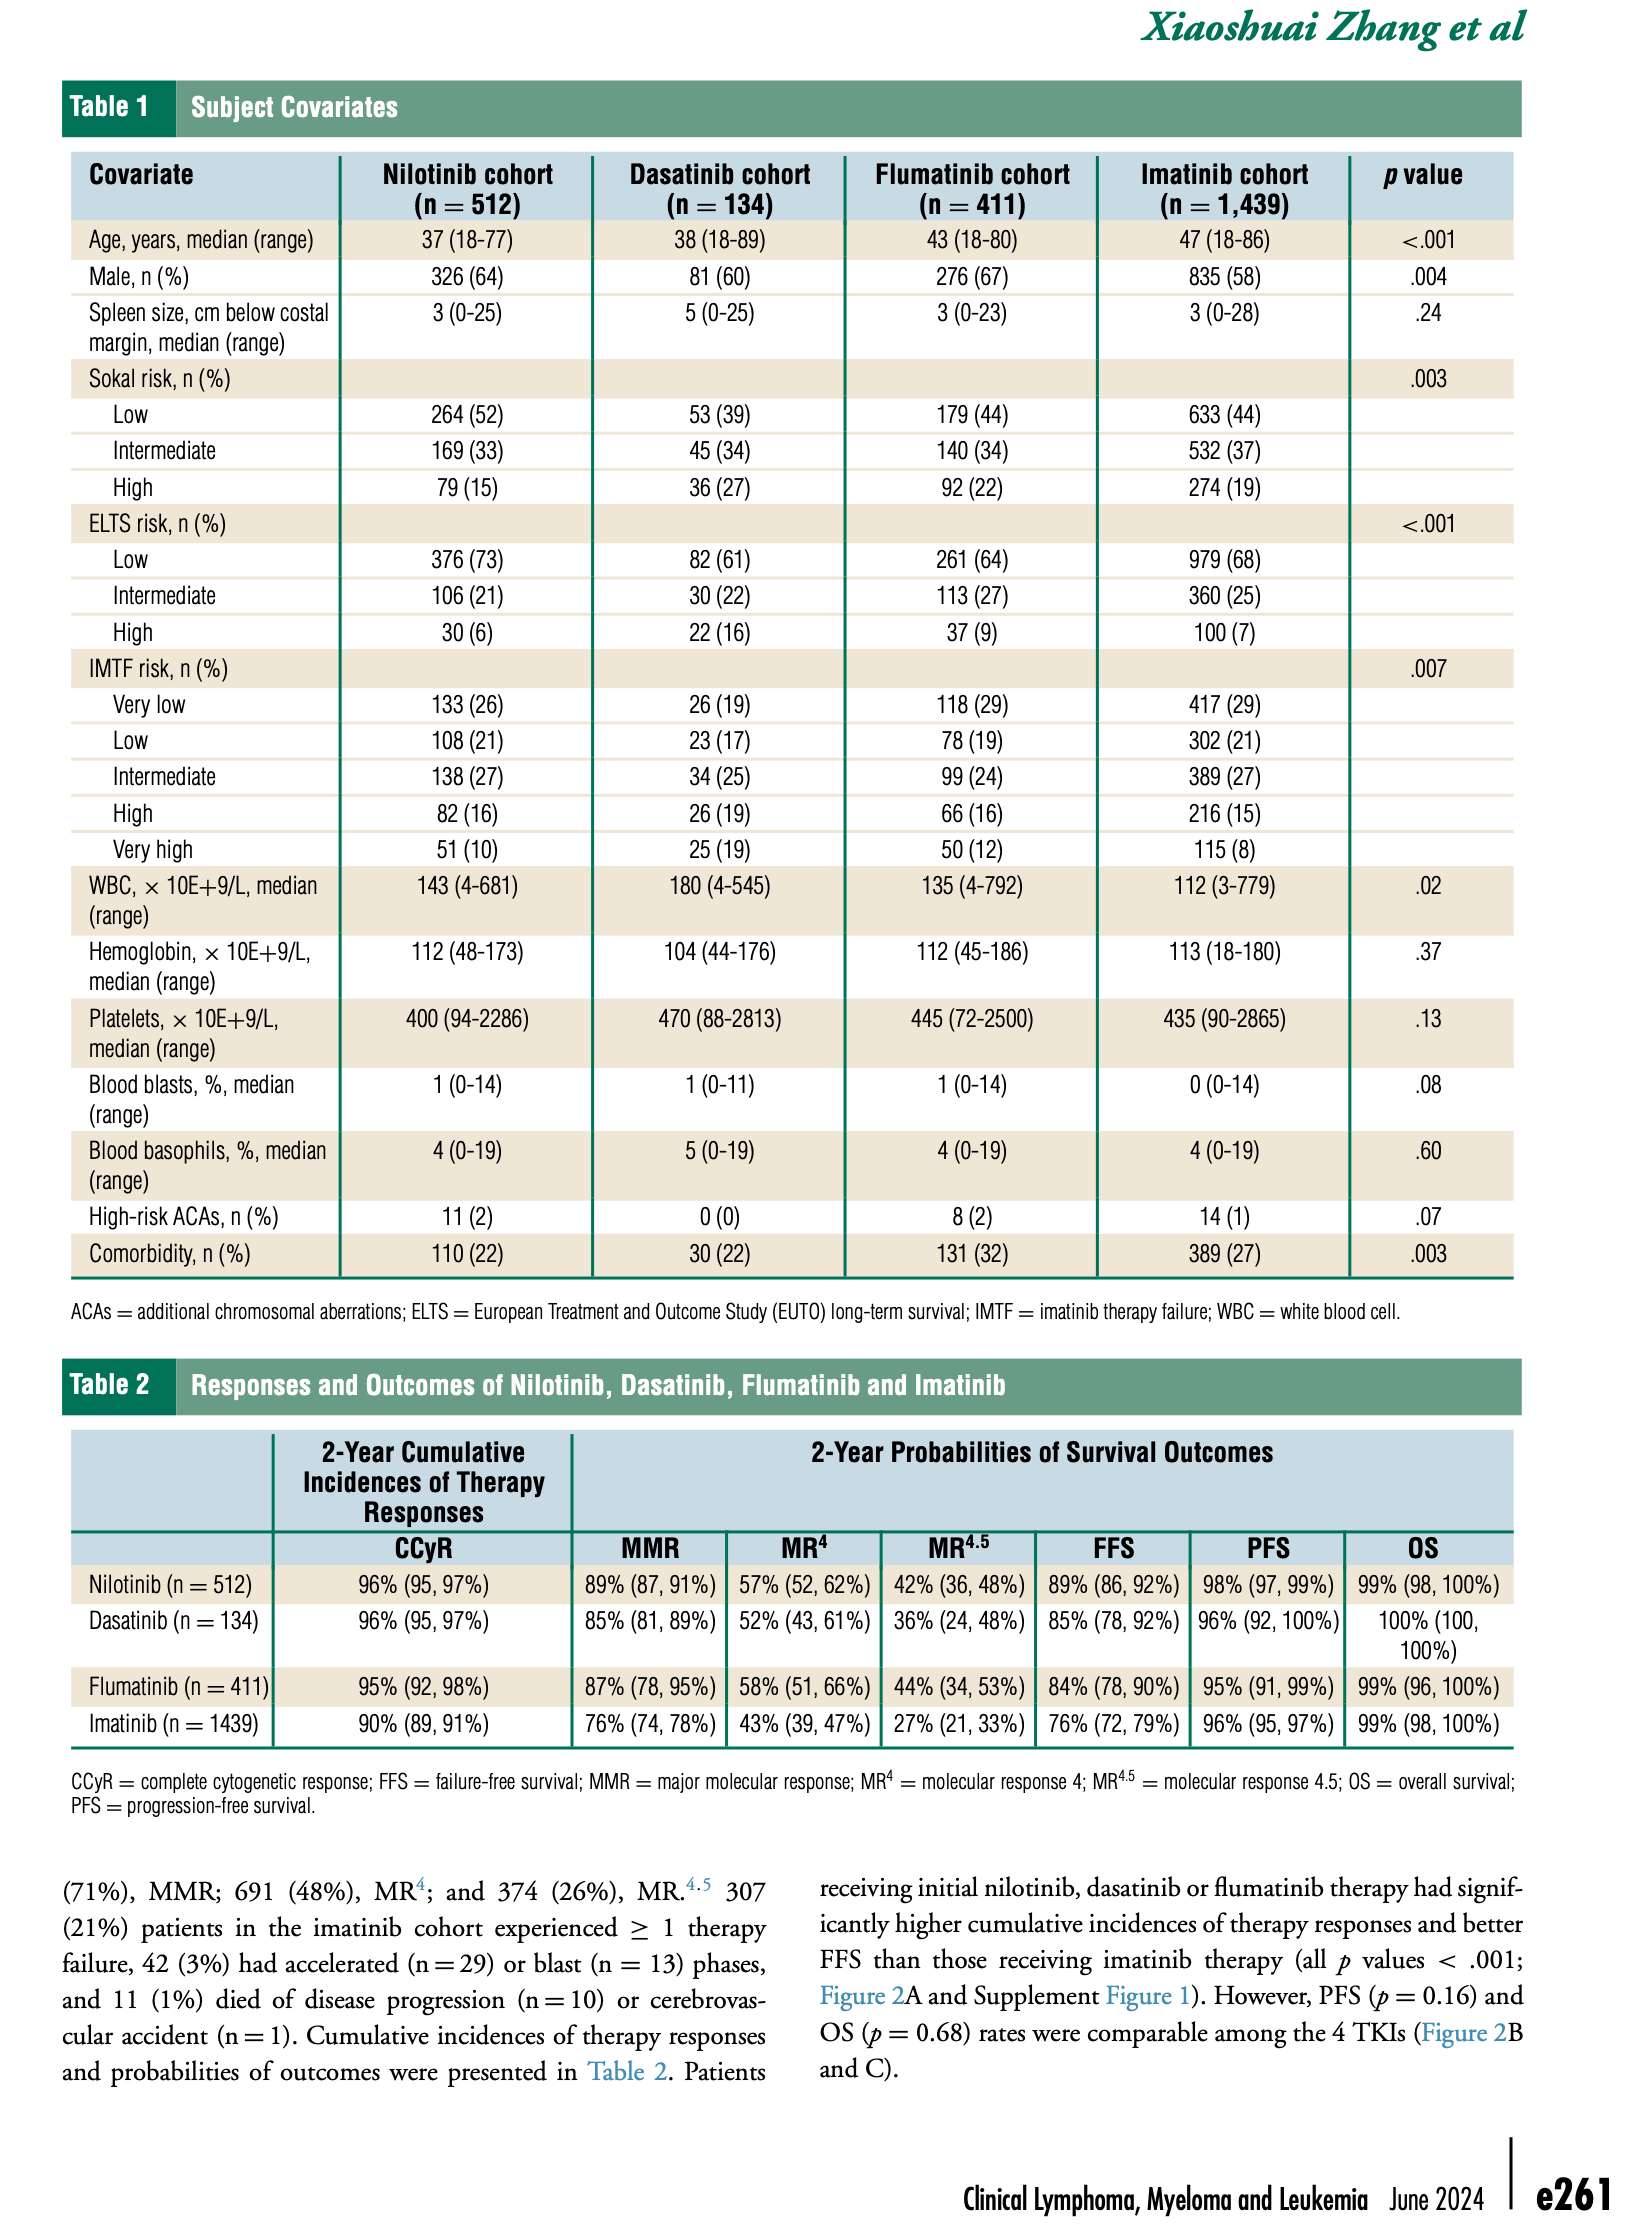 Xiaoshuai Zhang et al
Table 1 Subject Covariates
Covariate Nilotinib cohort (n = 512) Dasatinib cohort (n = 134) Flumatinib cohort (n = 411) Imatinib cohort (n = 1,439) p value
Age, years, median (range) 37 (18-77) 38 (18-89) 43 (18-80) 47 (18-86) <.001
Male, n (%) 326 (64) 81 (60) 276 (67) 835 (58) .004
Spleen size, cm below costal margin, median (range) 3 (0-25) 5 (0-25) 3 (0-23) 3 (0-28) .24
Sokal risk, n (%) .003
Low 264 (52) 53 (39) 179 (44) 633 (44)
Intermediate 169 (33) 45 (34) 140 (34) 532 (37)
High 79 (15) 36 (27) 92 (22) 274 (19)
ELTS risk, n (%) <.001
Low 376 (73) 82 (61) 261 (64) 979 (68)
Intermediate 106 (21) 30 (22) 113 (27) 360 (25)
High 30 (6) 22 (16) 37 (9) 100 (7)
IMTF risk, n (%) .007
Very low 133 (26) 26 (19) 118 (29) 417 (29)
Low 108 (21) 23 (17) 78 (19) 302 (21)
Intermediate 138 (27) 34 (25) 99 (24) 389 (27)
High 82 (16) 26 (19) 66 (16) 216 (15)
Very high 51 (10) 25 (19) 50 (12) 115 (8)
WBC, × 10E+9/L, median (range) 143 (4-681) 180 (4-545) 135 (4-792) 112 (3-779) .02
Hemoglobin, × 10E+9/L, median (range) 112 (48-173) 104 (44-176) 112 (45-186) 113 (18-180) .37
Platelets, × 10E+9/L, median (range) 400 (94-2286) 470 (88-2813) 445 (72-2500) 435 (90-2865) .13
Blood blasts, %, median (range) 1 (0-14) 1 (0-11) 1 (0-14) 0 (0-14) .08
Blood basophils, %, median (range) 4 (0-19) 5 (0-19) 4 (0-19) 4 (0-19) .60
High-risk ACAs, n (%) 11 (2) 0 (0) 8 (2) 14 (1) .07
Comorbidity, n (%) 110 (22) 30 (22) 131 (32) 389 (27) .003
ACAs = additional chromosomal aberrations; ELTS = European Treatment and Outcome Study (EUTO) long-term survival; IMTF = imatinib therapy failure; WBC = white blood cell.
Table 2 Responses and Outcomes of Nilotinib, Dasatinib, Flumatinib and Imatinib
2-Year Cumulative Incidences of Therapy Responses 2-Year Probabilities of Survival Outcomes
CCyR MMR MR⁴ MR⁴·⁵ FFS PFS OS
Nilotinib (n = 512) 96% (95, 97%) 89% (87, 91%) 57% (52, 62%) 42% (36, 48%) 89% (86, 92%) 98% (97, 99%) 99% (98, 100%)
Dasatinib (n = 134) 96% (95, 97%) 85% (81, 89%) 52% (43, 61%) 36% (24, 48%) 85% (78, 92%) 96% (92, 100%) 100% (100, 100%)
Flumatinib (n = 411) 95% (92, 98%) 87% (78, 95%) 58% (51, 66%) 44% (34, 53%) 84% (78, 90%) 95% (91, 99%) 99% (96, 100%)
Imatinib (n = 1439) 90% (89, 91%) 76% (74, 78%) 43% (39, 47%) 27% (21, 33%) 76% (72, 79%) 96% (95, 97%) 99% (98, 100%)
CCyR = complete cytogenetic response; FFS = failure-free survival; MMR = major molecular response; MR⁴ = molecular response 4; MR⁴·⁵ = molecular response 4.5; OS = overall survival;
PFS = progression-free survival.
(71%), MMR; 691 (48%), MR⁴; and 374 (26%), MR.⁴·⁵ 307
(21%) patients in the imatinib cohort experienced ≥ 1 therapy
failure, 42 (3%) had accelerated (n = 29) or blast (n = 13) phases,
and 11 (1%) died of disease progression (n = 10) or cerebrovas-
cular accident (n = 1). Cumulative incidences of therapy responses
and probabilities of outcomes were presented in Table 2. Patients
receiving initial nilotinib, dasatinib or flumatinib therapy had signif-
icantly higher cumulative incidences of therapy responses and better
FFS than those receiving imatinib therapy (all p values < .001;
Figure 2A and Supplement Figure 1). However, PFS (p = 0.16) and
OS (p = 0.68) rates were comparable among the 4 TKIs (Figure 2B
and C).
Clinical Lymphoma, Myeloma and Leukemia June 2024 e261